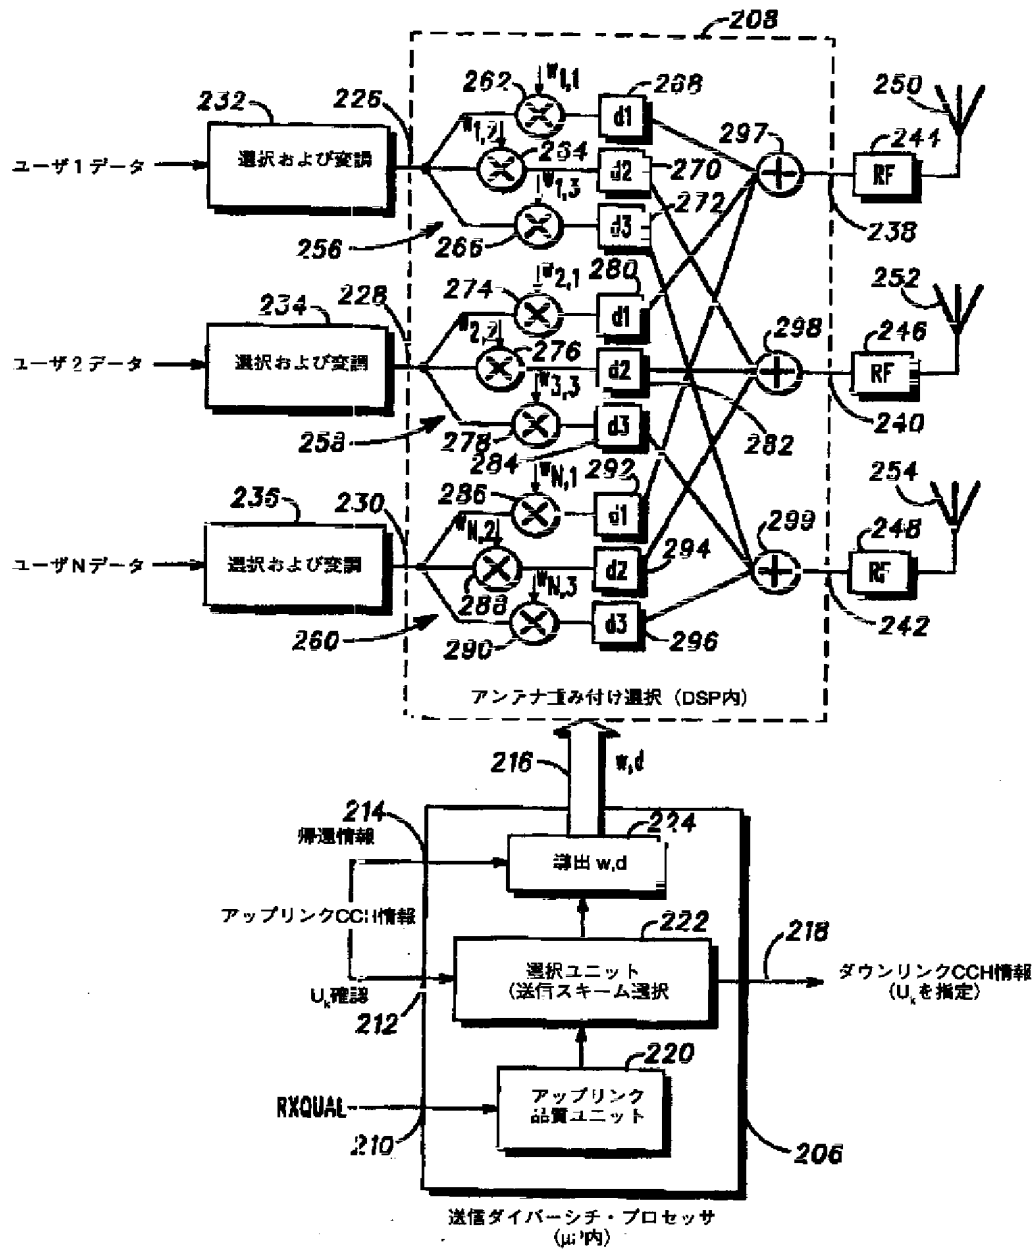 208
232
226
262
w1,1
268
250
ユーザ1データ
選択および変調
w1,2
264
d1
270
297
244
RF
d2
w1,3
272
256
266
d3
238
234
228
274
w2,1
280
252
ユーザ2データ
選択および変調
w2,2
276
d1
298
246
RF
d2
w3,3
258
278
284
d3
282
240
236
230
286
wN,1
292
254
ユーザNデータ
選択および変調
wN,2
288
d1
294
299
248
RF
d2
wN,3
260
290
d3
296
242
アンテナ重み付け選択(DSP内)
216
w,d
214
帰還情報
224
導出 w,d
アップリンクCCH情報
222
218
選択ユニット
(送信スキーム選択
ダウンリンクCCH情報
(Ukを指定)
Uk確認
212
220
アップリンク
品質ユニット
RXQUAL
210
206
送信ダイバーシチ・プロセッサ
(μP内)